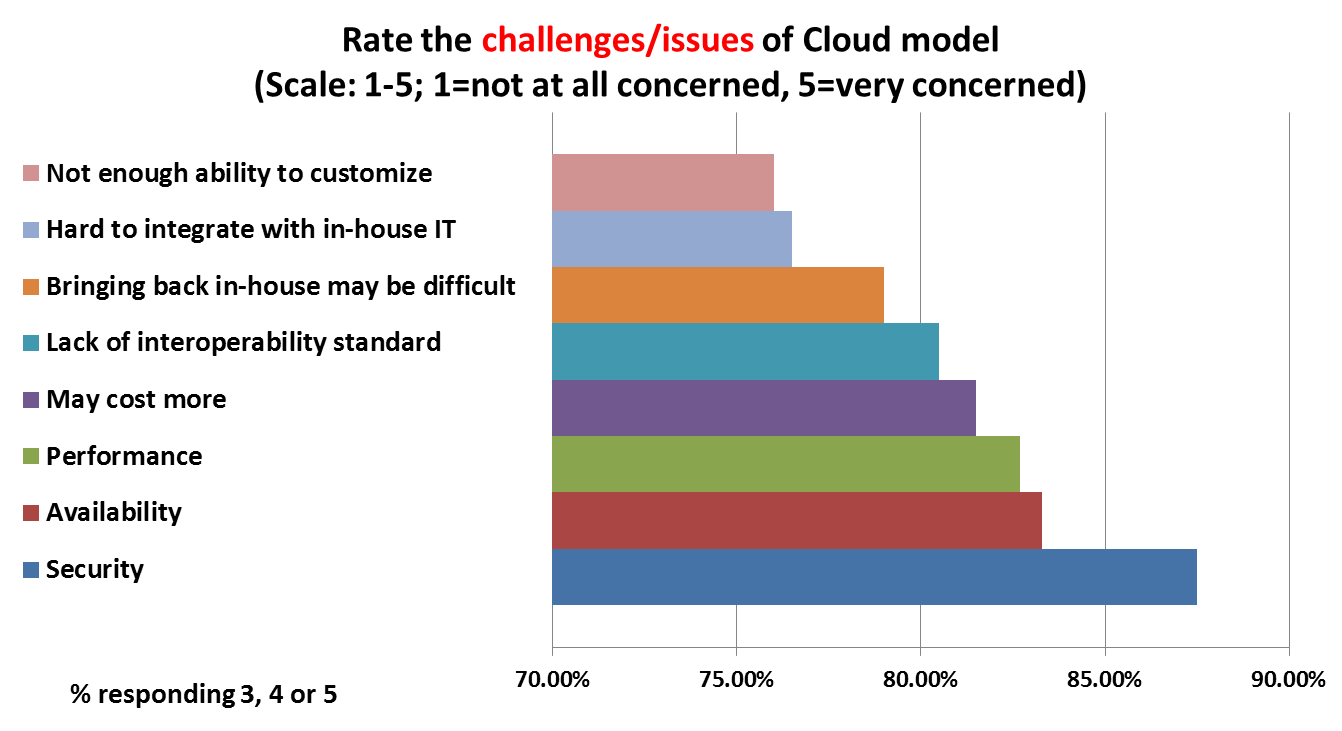 Rate the challenges/issues of Cloud model
(Scale: 1-5; 1=not at all concerned, 5=very concerned)
Not enough ability to customize
Hard to integrate with in-house IT
Bringing back in-house may be difficult
Lack of interoperability standard
May cost more
Performance
Availability
Security
70.00% 75.00% 80.00% 85.00% 90.00%
% responding 3, 4 or 5